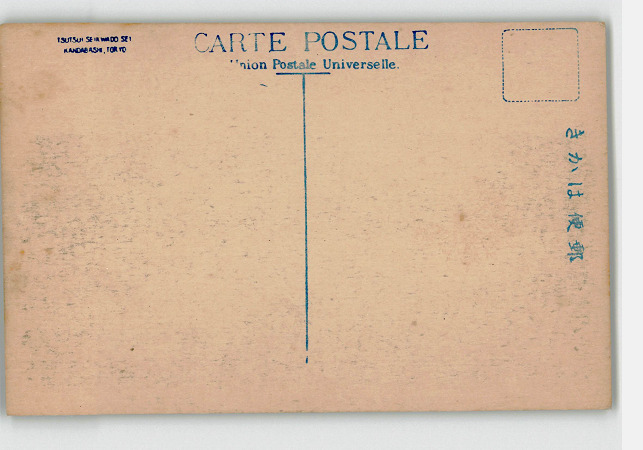 TSUTSUI SEIKWADO SEI
KANDABASHI, TOKYO
CARTE POSTALE
Union Postale Universelle.
郵便はかき